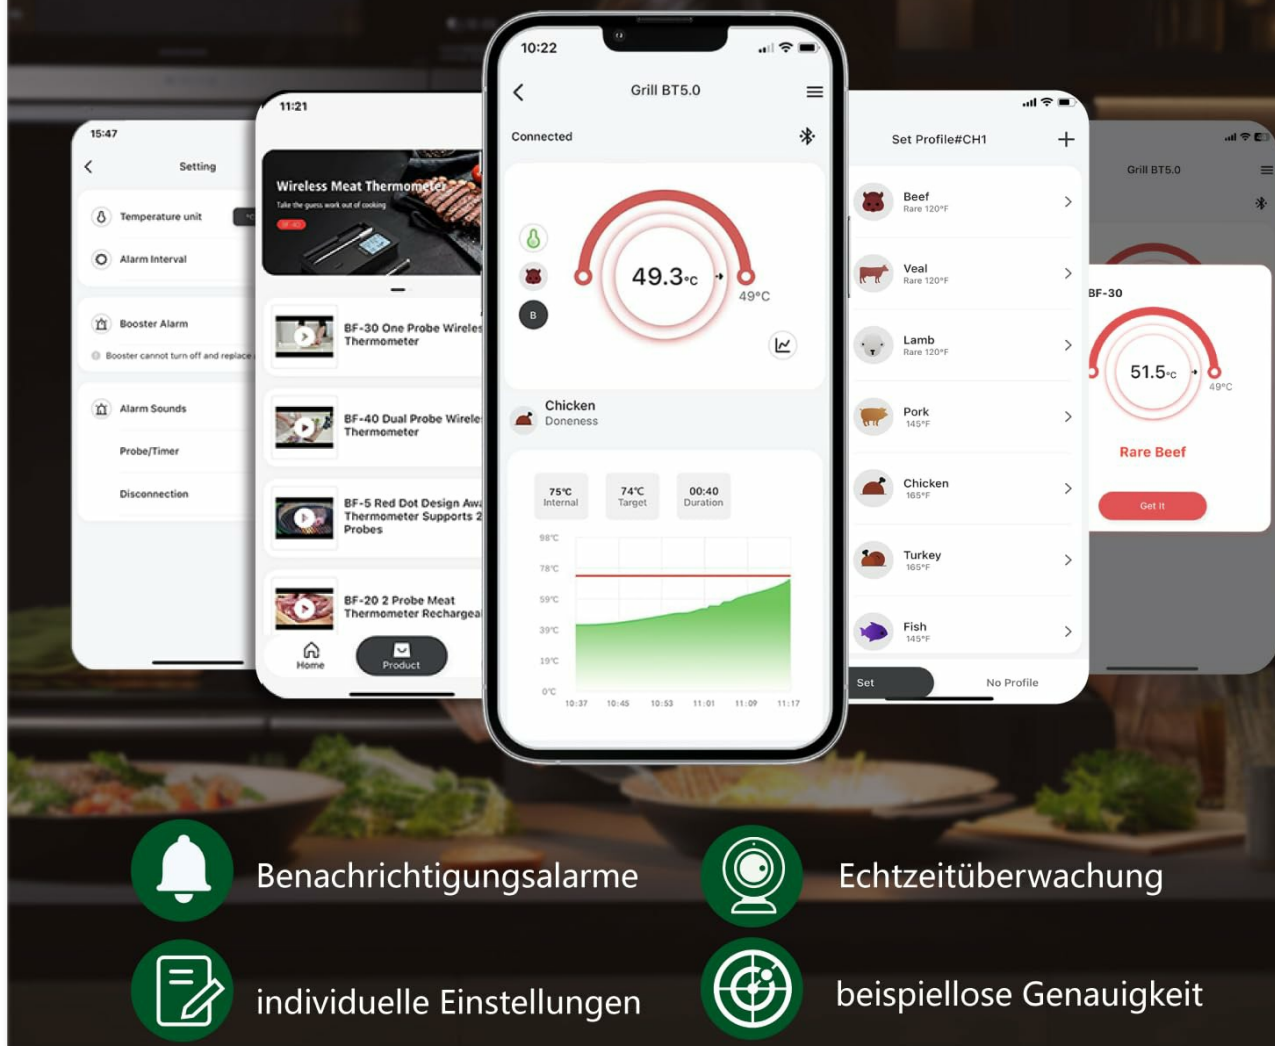 15:47
Setting
Temperature unit
Alarm Interval
Booster Alarm
Booster cannot turn off and replace
Alarm Sounds
Probe/Timer
Disconnection
11:21
Wireless Meat Thermometer
Take the guess work out of cooking
BF-40
BF-30 One Probe Wireles
Thermometer
BF-40 Dual Probe Wirele
Thermometer
BF-5 Red Dot Design Awa
Thermometer Supports 2
Probes
BF-20 2 Probe Meat
Thermometer Rechargea
Home
Product
10:22
Grill BT5.0
Connected
49.3°C
49°C
B
Chicken
Doneness
75°C
Internal
74°C
Target
00:40
Duration
98°C
78°C
59°C
39°C
19°C
0°C
10:37 10:45 10:53 11:01 11:09 11:17
Set Profile#CH1
Beef
Rare 120°F
Veal
Rare 120°F
Lamb
Rare 120°F
Pork
145°F
Chicken
165°F
Turkey
165°F
Fish
145°F
Set
No Profile
Grill BT5.0
BF-30
51.5°C
49°C
Rare Beef
Get It
Benachrichtigungsalarme
Echtzeitüberwachung
individuelle Einstellungen
beispiellose Genauigkeit